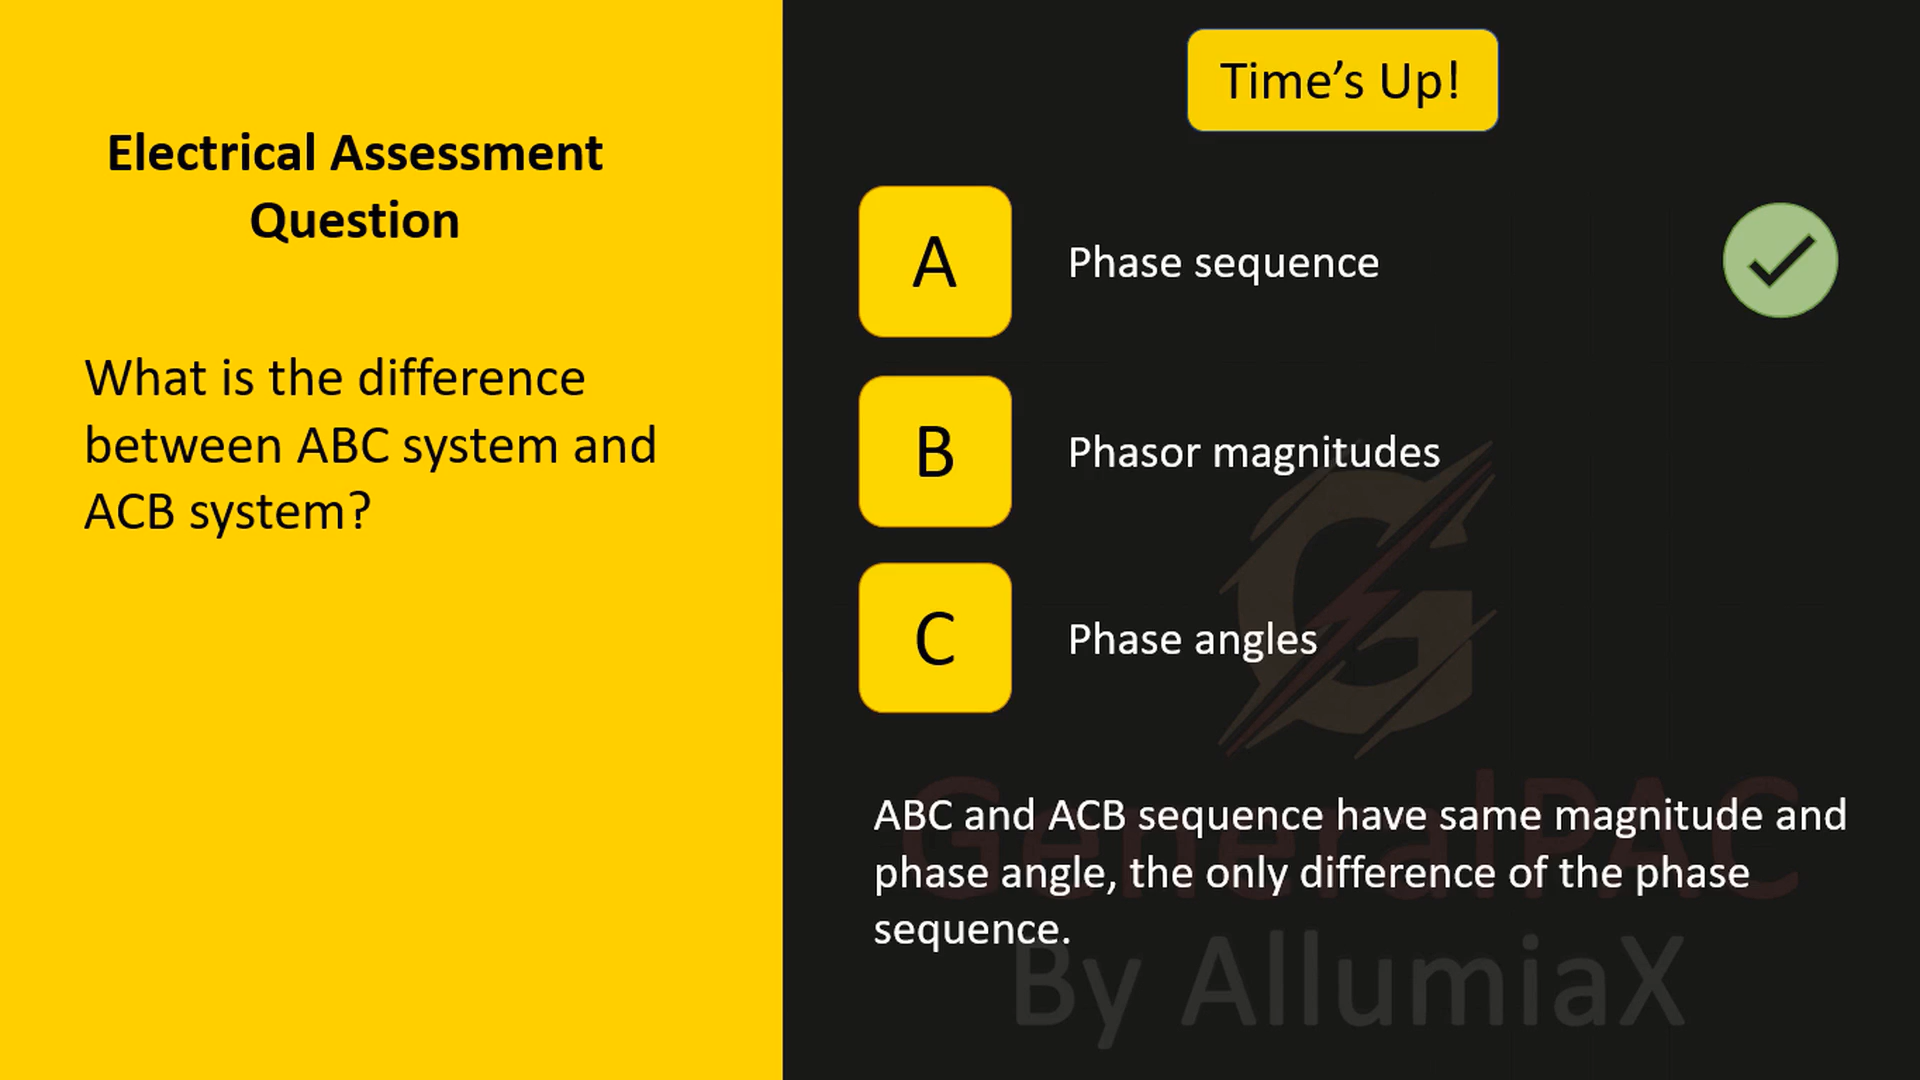 Electrical Assessment
Question
What is the difference
between ABC system and
ACB system?
Time’s Up!
A
Phase sequence
B
Phasor magnitudes
C
Phase angles
ABC and ACB sequence have same magnitude and
phase angle, the only difference of the phase
sequence.
G
GeneralPAC
By AllumiaX